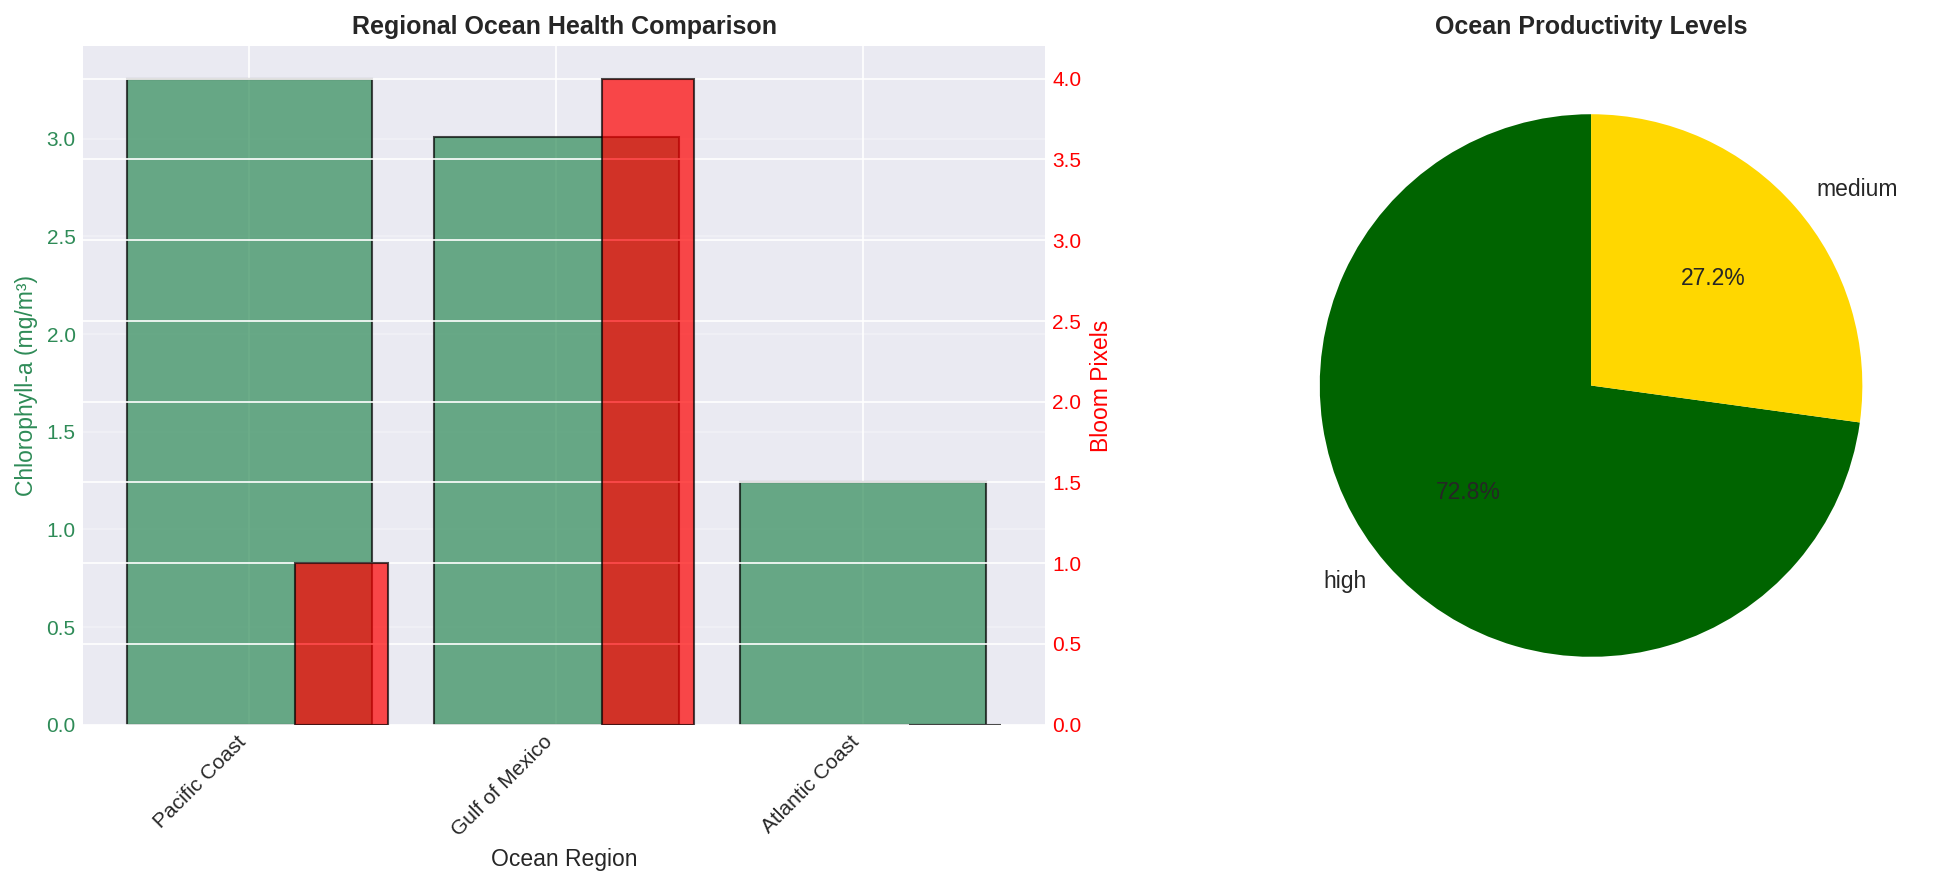 Regional Ocean Health Comparison
Chlorophyll-a (mg/m³)
3.0
2.5
2.0
1.5
1.0
0.5
0.0
4.0
3.5
3.0
2.5
2.0
1.5
1.0
0.5
0.0
Bloom Pixels
Pacific Coast
Gulf of Mexico
Atlantic Coast
Ocean Region
Ocean Productivity Levels
medium
27.2%
72.8%
high